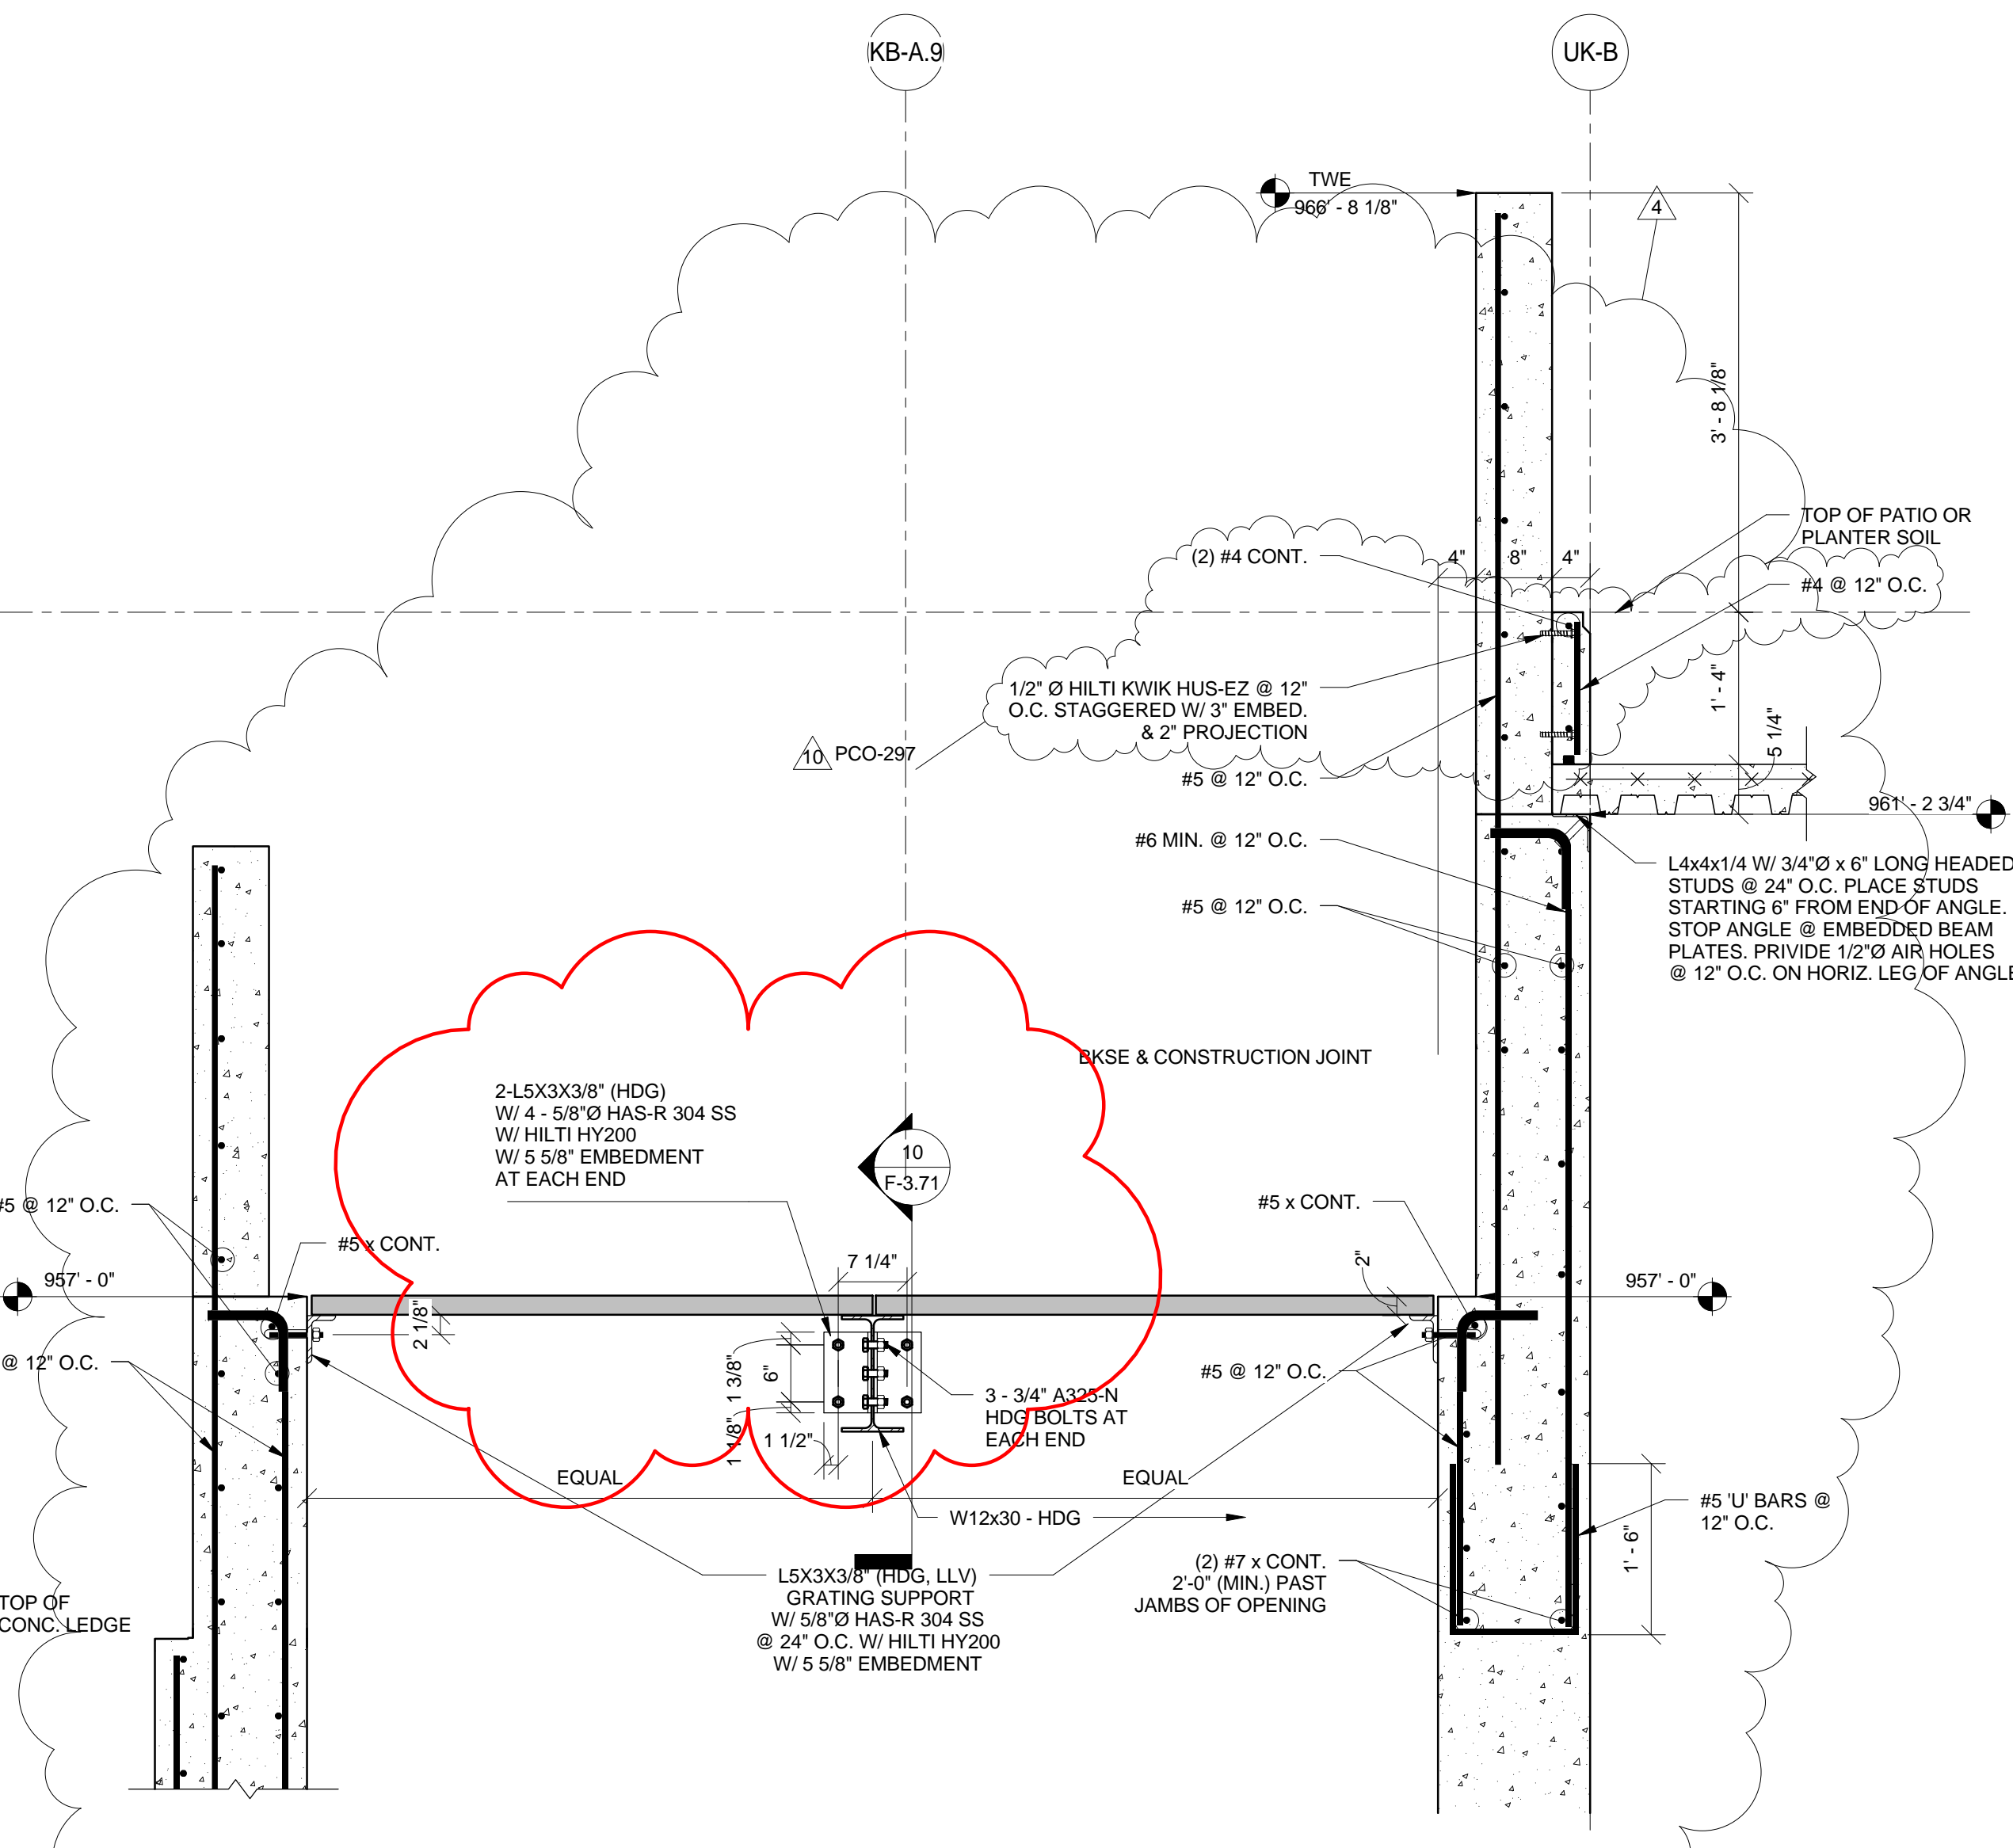 KB-A.9
UK-B
TWE
966' - 8 1/8"
4
3' - 8 1/8"
TOP OF PATIO OR
PLANTER SOIL
(2) #4 CONT.
4"
8"
4"
#4 @ 12" O.C.
1/2" Ø HILTI KWIK HUS-EZ @ 12"
O.C. STAGGERED W/ 3" EMBED.
& 2" PROJECTION
1' - 4"
5 1/4"
10
PCO-297
#5 @ 12" O.C.
961' - 2 3/4"
#6 MIN. @ 12" O.C.
L4x4x1/4 W/ 3/4"Ø x 6" LONG HEADED
STUDS @ 24" O.C. PLACE STUDS
STARTING 6" FROM END OF ANGLE.
STOP ANGLE @ EMBEDDED BEAM
PLATES. PRIVIDE 1/2"Ø AIR HOLES
@ 12" O.C. ON HORIZ. LEG OF ANGLE
#5 @ 12" O.C.
BKSE & CONSTRUCTION JOINT
2-L5X3X3/8" (HDG)
W/ 4 - 5/8"Ø HAS-R 304 SS
W/ HILTI HY200
W/ 5 5/8" EMBEDMENT
AT EACH END
10
F-3.71
#5 @ 12" O.C.
#5 x CONT.
#5 x CONT.
7 1/4"
2"
957' - 0"
957' - 0"
2 1/8"
@ 12" O.C.
1 3/8"
6"
1 1/8"
1 1/2"
3 - 3/4" A325-N
HDG BOLTS AT
EACH END
#5 @ 12" O.C.
EQUAL
EQUAL
W12x30 - HDG
#5 'U' BARS @
12" O.C.
1' - 6"
L5X3X3/8" (HDG, LLV)
GRATING SUPPORT
W/ 5/8"Ø HAS-R 304 SS
@ 24" O.C. W/ HILTI HY200
W/ 5 5/8" EMBEDMENT
(2) #7 x CONT.
2'-0" (MIN.) PAST
JAMBS OF OPENING
TOP OF
CONC. LEDGE